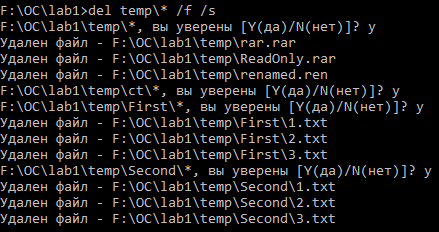 F:\OC\lab1>del temp\* /f /s
F:\OC\lab1\temp\*, вы уверены [Y(да)/N(нет)]? y
Удален файл - F:\OC\lab1\temp\rar.rar
Удален файл - F:\OC\lab1\temp\ReadOnly.rar
Удален файл - F:\OC\lab1\temp\renamed.ren
F:\OC\lab1\temp\ct\*, вы уверены [Y(да)/N(нет)]? y
F:\OC\lab1\temp\First\*, вы уверены [Y(да)/N(нет)]? y
Удален файл - F:\OC\lab1\temp\First\1.txt
Удален файл - F:\OC\lab1\temp\First\2.txt
Удален файл - F:\OC\lab1\temp\First\3.txt
F:\OC\lab1\temp\Second\*, вы уверены [Y(да)/N(нет)]? y
Удален файл - F:\OC\lab1\temp\Second\1.txt
Удален файл - F:\OC\lab1\temp\Second\2.txt
Удален файл - F:\OC\lab1\temp\Second\3.txt